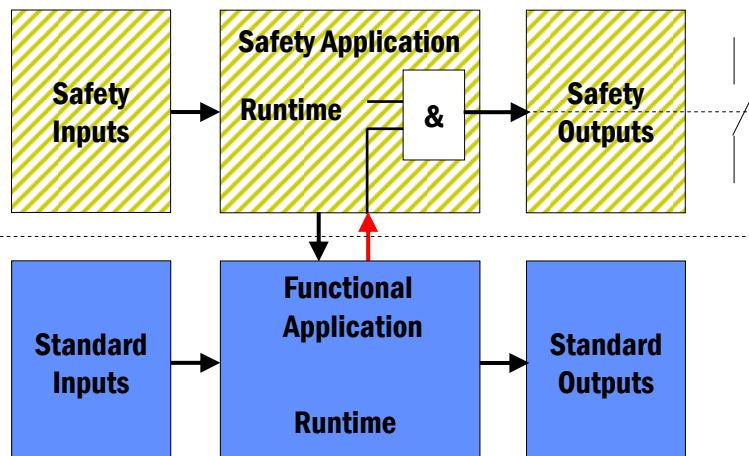 Safety Application
Safety
Inputs
Runtime
&
Safety
Outputs
Functional
Application
Standard
Inputs
Standard
Outputs
Runtime